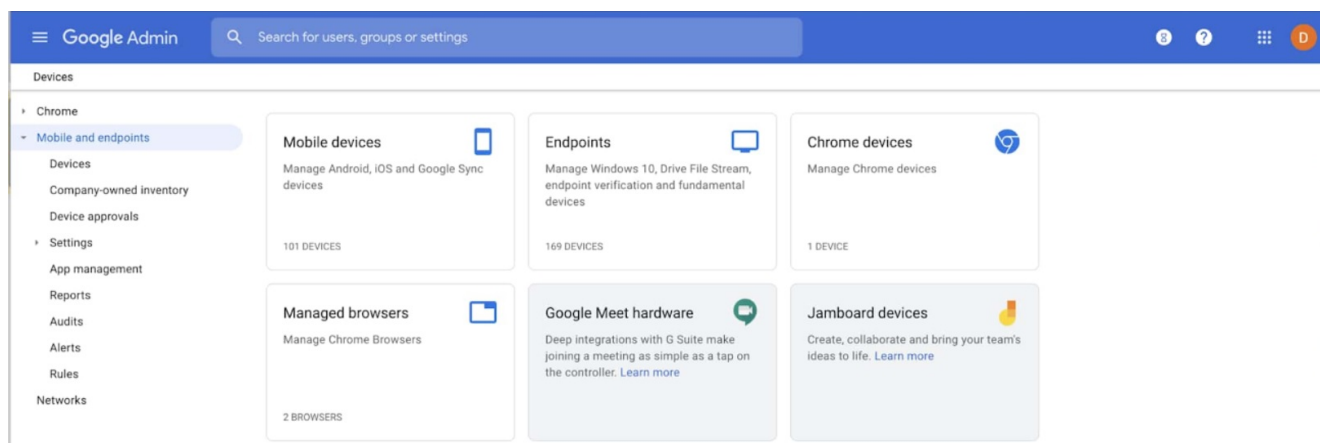 Google Admin
Search for users, groups or settings
8
?
D
Devices
Chrome
Mobile and endpoints
Devices
Company-owned inventory
Device approvals
Settings
App management
Reports
Audits
Alerts
Rules
Networks
Mobile devices
Manage Android, iOS and Google Sync
devices
101 DEVICES
Endpoints
Manage Windows 10, Drive File Stream,
endpoint verification and fundamental
devices
169 DEVICES
Chrome devices
Manage Chrome devices
1 DEVICE
Managed browsers
Manage Chrome Browsers
2 BROWSERS
Google Meet hardware
Deep integrations with G Suite make
joining a meeting as simple as a tap on
the controller. Learn more
Jamboard devices
Create, collaborate and bring your team's
ideas to life. Learn more